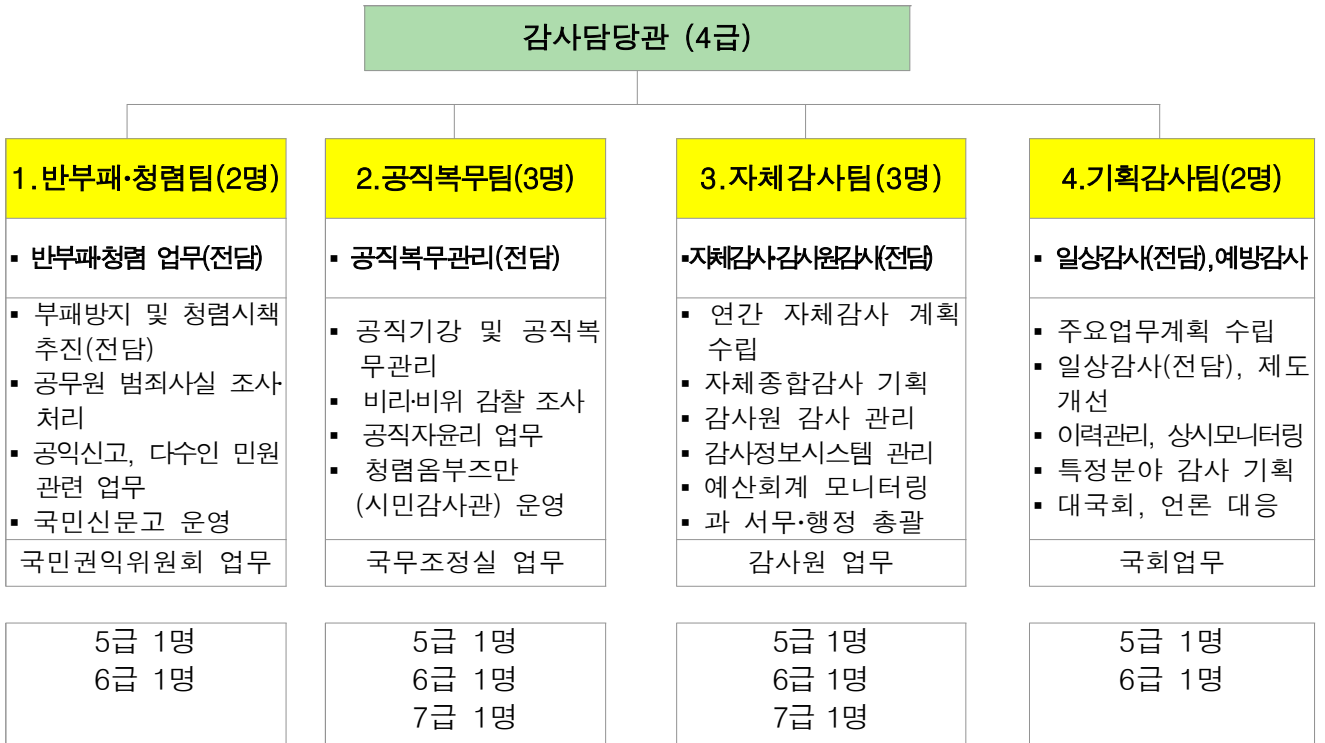 감사담당관 (4급)
1.반부패·청렴팀(2명)
▪ 반부패·청렴 업무(전담)
▪ 부패방지 및 청렴시책
추진(전담)
▪ 공무원 범죄사실 조사·
처리
▪ 공익신고, 다수인 민원
관련 업무
▪ 국민신문고 운영
국민권익위원회 업무
5급 1명
6급 1명
2.공직복무팀(3명)
▪ 공직복무관리(전담)
▪ 공직기강 및 공직복
무관리
▪ 비리·비위 감찰 조사
▪ 공직자윤리 업무
▪ 청렴옴부즈만
(시민감사관) 운영
국무조정실 업무
5급 1명
6급 1명
7급 1명
3.자체감사팀(3명)
▪자체감사·감사원감사(전담)
▪ 연간 자체감사 계획
수립
▪ 자체종합감사 기획
▪ 감사원 감사 관리
▪ 감사정보시스템 관리
▪ 예산회계 모니터링
▪ 과 서무·행정 총괄
감사원 업무
5급 1명
6급 1명
7급 1명
4.기획감사팀(2명)
▪ 일상감사(전담),예방감사
▪ 주요업무계획 수립
▪ 일상감사(전담), 제도
개선
▪ 이력관리, 상시모니터링
▪ 특정분야 감사 기획
▪ 대국회, 언론 대응
국회업무
5급 1명
6급 1명